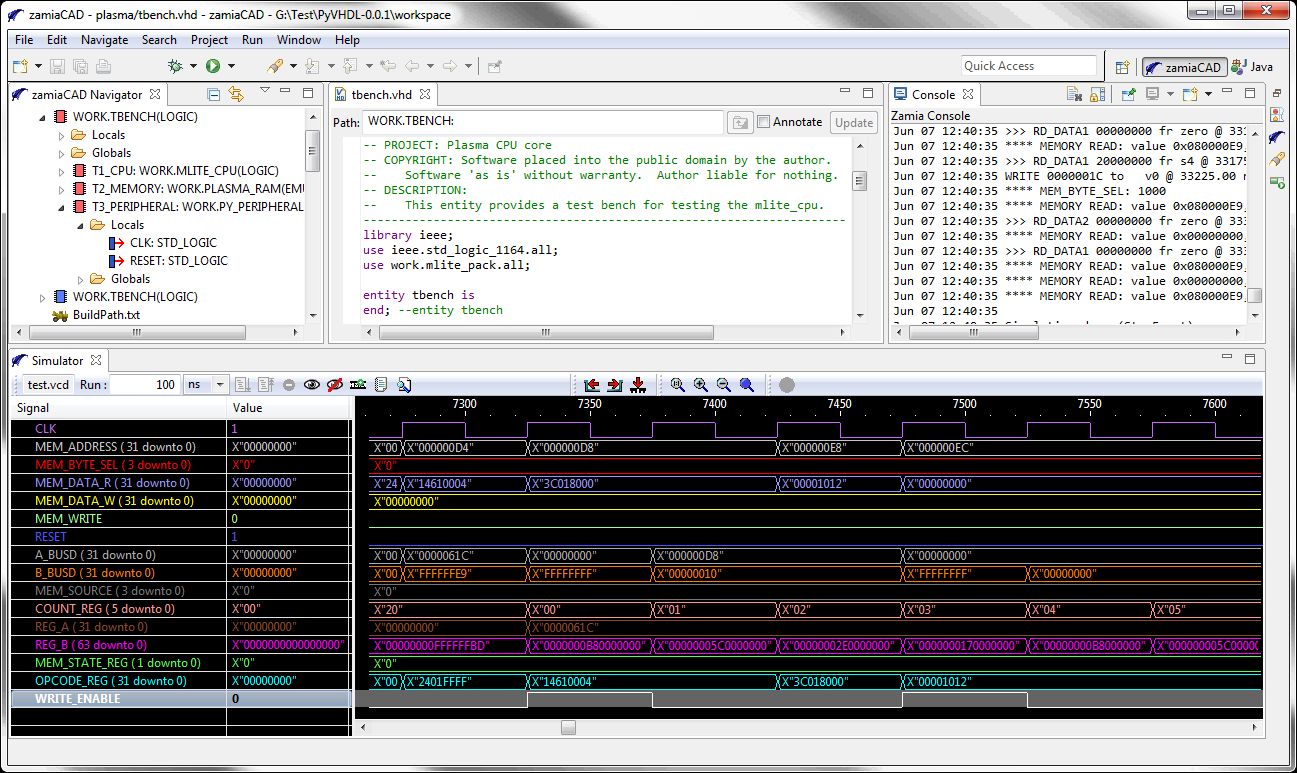 zamiaCAD - plasma/tbench.vhd - zamiaCAD - G:\Test\PyVHDL-0.0.1\workspace
File Edit Navigate Search Project Run Window Help
Quick Access
zamiaCAD
Java
zamiaCAD Navigator
WORK.TBENCH(LOGIC)
Locals
Globals
T1_CPU: WORK.MLITE_CPU(LOGIC)
T2_MEMORY: WORK.PLASMA_RAM(EMU
T3_PERIPHERAL: WORK.PY_PERIPHERAL
Locals
CLK: STD_LOGIC
RESET: STD_LOGIC
Globals
WORK.TBENCH(LOGIC)
BuildPath.txt
tbench.vhd
Path: WORK.TBENCH: Annotate Update
-- PROJECT: Plasma CPU core
-- COPYRIGHT: Software placed into the public domain by the author.
--    Software 'as is' without warranty.  Author liable for nothing.
-- DESCRIPTION:
--    This entity provides a test bench for testing the mlite_cpu.
---------------------------------------------------------------------
library ieee;
use ieee.std_logic_1164.all;
use work.mlite_pack.all;
entity tbench is
end; --entity tbench
Console
Zamia Console
Jun 07 12:40:35 >>> RD_DATA1 00000000 fr zero @ 331
Jun 07 12:40:35 **** MEMORY READ: value 0x080000E9
Jun 07 12:40:35 >>> RD_DATA1 20000000 fr s4 @ 33175
Jun 07 12:40:35 WRITE 0000001C to   v0 @ 33225.00 n
Jun 07 12:40:35 **** MEM_BYTE_SEL: 1000
Jun 07 12:40:35 **** MEMORY READ: value 0x080000E9
Jun 07 12:40:35 >>> RD_DATA2 00000000 fr zero @ 333
Jun 07 12:40:35 **** MEMORY READ: value 0x00000000
Jun 07 12:40:35 >>> RD_DATA1 00000000 fr zero @ 333
Jun 07 12:40:35 **** MEMORY READ: value 0x080000E9
Jun 07 12:40:35 **** MEMORY READ: value 0x00000000
Jun 07 12:40:35 **** MEMORY READ: value 0x080000E9
Jun 07 12:40:35
Simulator
test.vcd Run : 100 ns
Signal Value 7300 7350 7400 7450 7500 7550 7600
CLK 1
MEM_ADDRESS (31 downto 0) X"00000000" X"00 X"000000D4" X"000000D8" X"000000E8" X"000000EC"
MEM_BYTE_SEL (3 downto 0) X"0" X"0"
MEM_DATA_R (31 downto 0) X"00000000" X"24 X"14610004" X"3C018000" X"00001012" X"00000000"
MEM_DATA_W (31 downto 0) X"00000000" X"00000000"
MEM_WRITE 0
RESET 1
A_BUSD (31 downto 0) X"00000000" X"00 X"0000061C" X"00000000" X"000000D8" X"00000000"
B_BUSD (31 downto 0) X"00000000" X"00 X"FFFFFFE9" X"FFFFFFFF" X"00000010" X"FFFFFFFF" X"00000000"
MEM_SOURCE (3 downto 0) X"0" X"0"
COUNT_REG (5 downto 0) X"00" X"20" X"00" X"01" X"02" X"03" X"04" X"05"
REG_A (31 downto 0) X"00000000" X"00000000" X"0000061C"
REG_B (63 downto 0) X"0000000000000000" X"00000000FFFFFFBD" X"0000000B80000000" X"00000005C0000000" X"00000002E0000000" X"0000000170000000" X"00000000B8000000" X"000000005C0000
MEM_STATE_REG (1 downto 0) X"0" X"0"
OPCODE_REG (31 downto 0) X"00000000" X"00 X"2401FFFF" X"14610004" X"3C018000" X"00001012"
WRITE_ENABLE 0